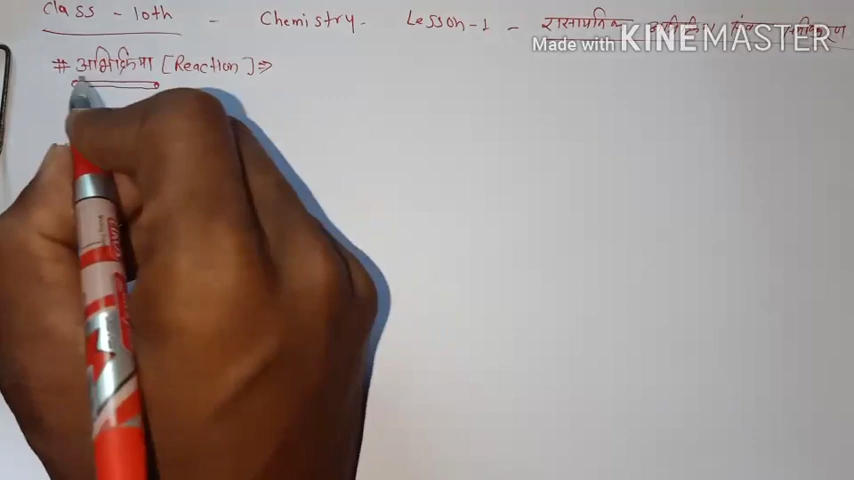 Class - 10th - Chemistry - Lesson-1 - रासायनिक
Made with KINEMASTER
# अभिक्रिया [Reaction] ⇒